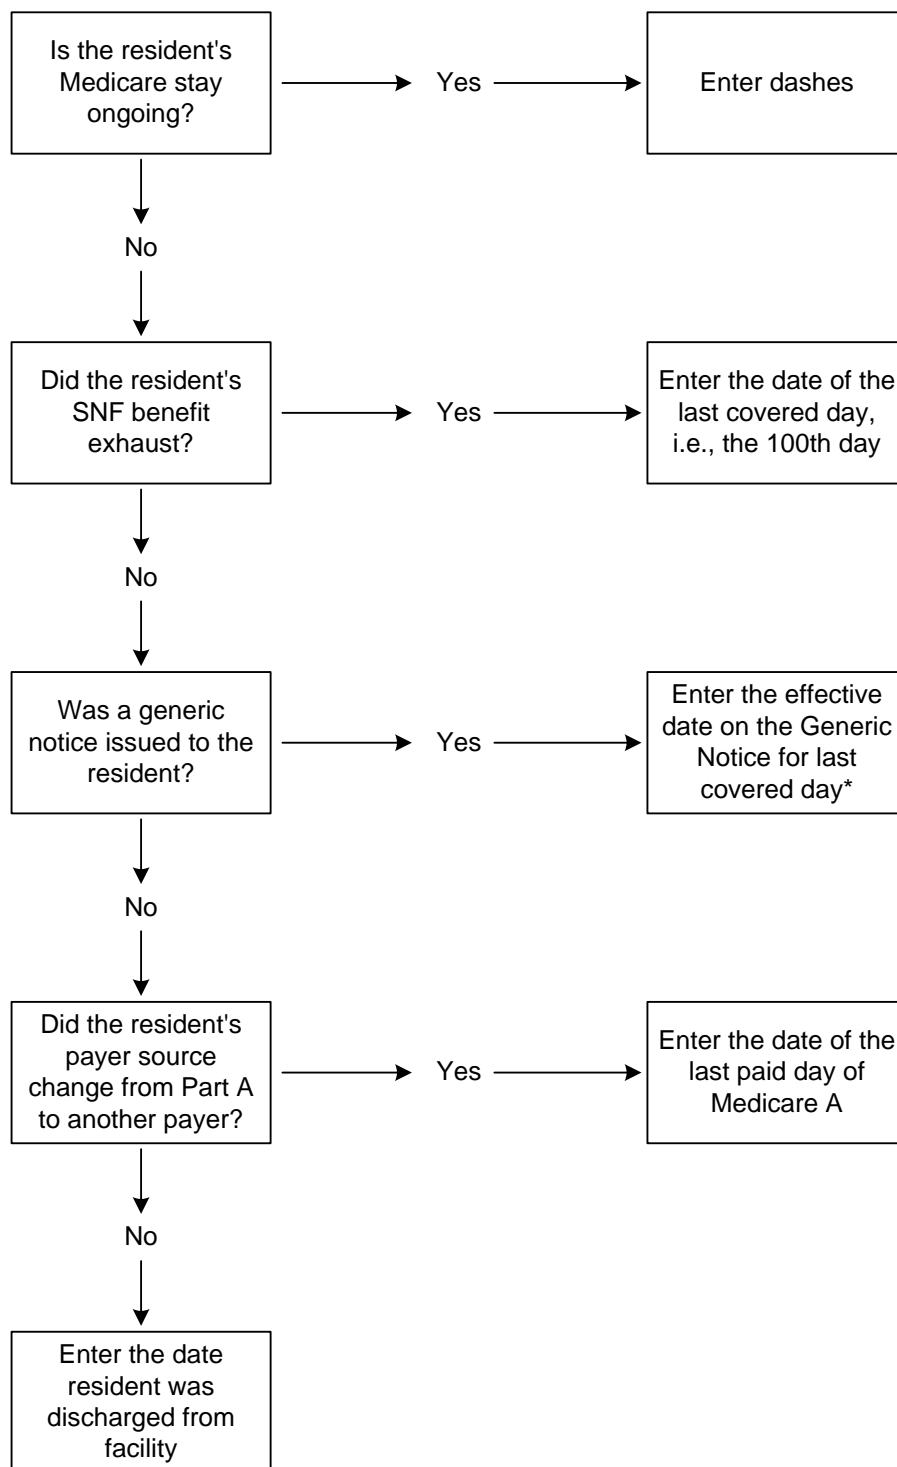 Is the resident's
Medicare stay
ongoing?
Yes
Enter dashes
No
Did the resident's
SNF benefit
exhaust?
Yes
Enter the date of the
last covered day,
i.e., the 100th day
No
Was a generic
notice issued to the
resident?
Yes
Enter the effective
date on the Generic
Notice for last
covered day*
No
Did the resident's
payer source
change from Part A
to another payer?
Yes
Enter the date of the
last paid day of
Medicare A
No
Enter the date
resident was
discharged from
facility